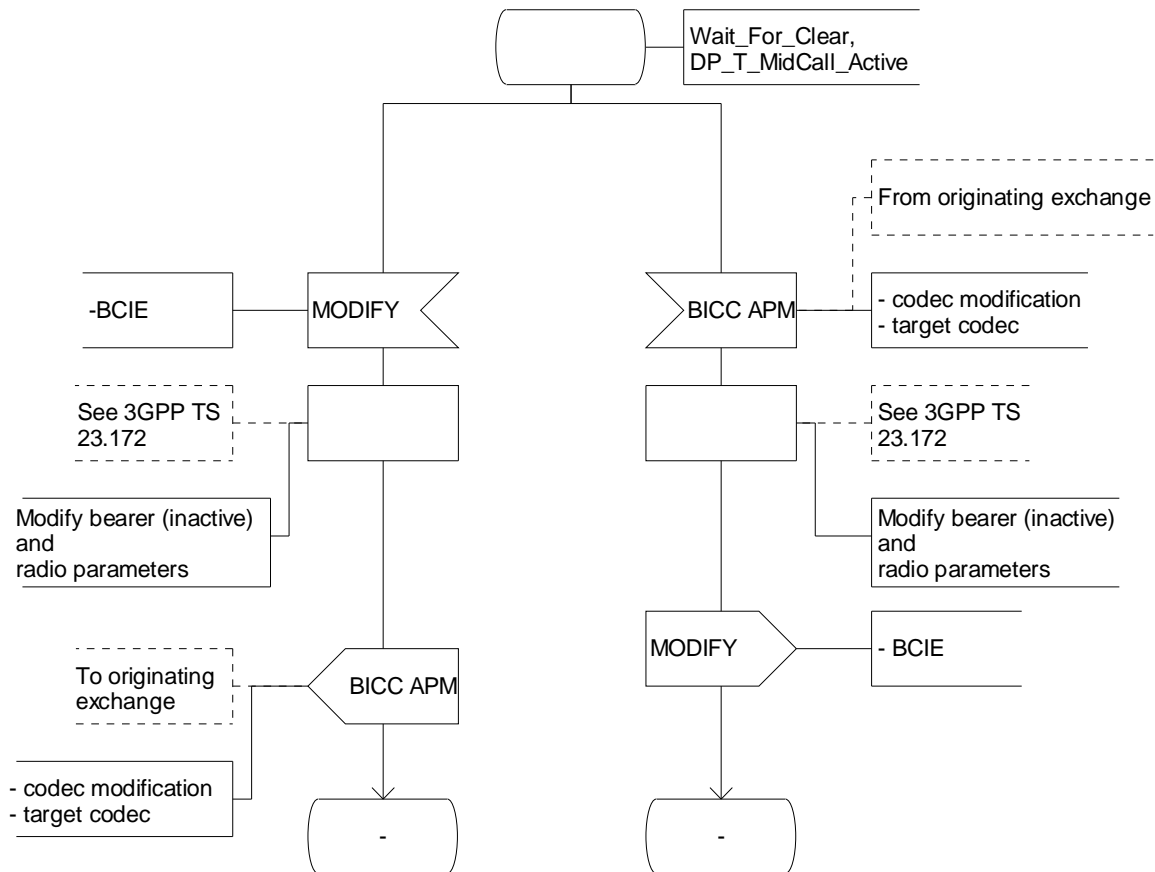 Wait_For_Clear,
DP_T_MidCall_Active
From originating exchange
-BCIE
MODIFY
BICC APM
- codec modification
- target codec
See 3GPP TS
23.172
See 3GPP TS
23.172
Modify bearer (inactive)
and
radio parameters
Modify bearer (inactive)
and
radio parameters
MODIFY
- BCIE
To originating
exchange
BICC APM
- codec modification
- target codec
-
-